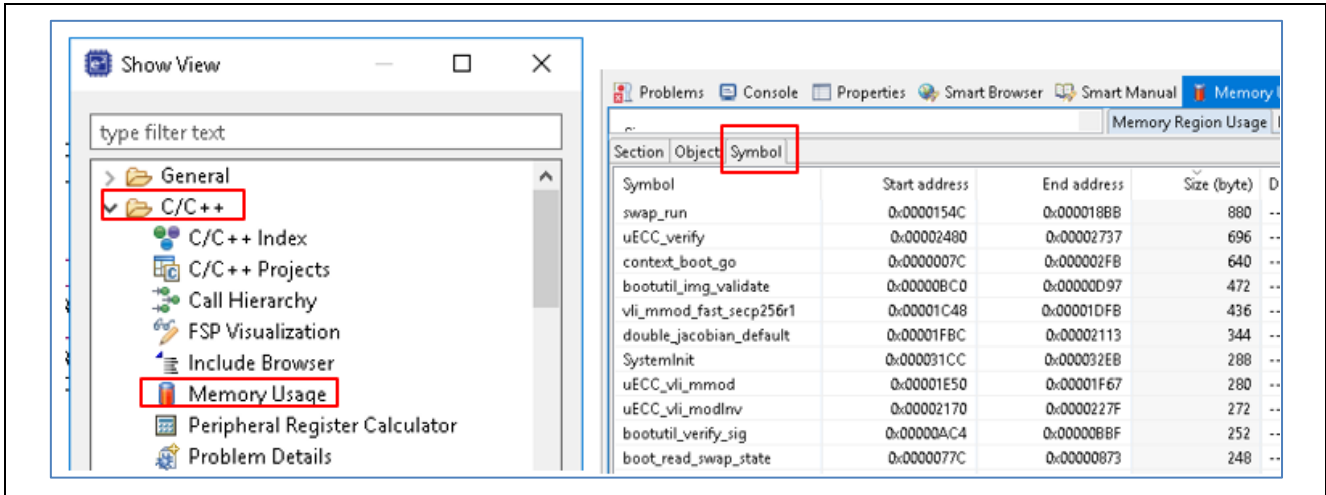 Show View
type filter text
General
C/C++
C/C++ Index
C/C++ Projects
Call Hierarchy
FSP Visualization
Include Browser
Memory Usage
Peripheral Register Calculator
Problem Details
Problems Console Properties Smart Browser Smart Manual Memory
Memory Region Usage
Section Object Symbol
Symbol Start address End address Size (byte) D
swap_run 0x0000154C 0x000018BB 880 --
uECC_verify 0x00002480 0x00002737 696 --
context_boot_go 0x0000007C 0x000002FB 640 --
bootutil_img_validate 0x00000BC0 0x00000D97 472 --
vli_mmod_fast_secp256r1 0x00001C48 0x00001DFB 436 --
double_jacobian_default 0x00001FBC 0x00002113 344 --
SystemInit 0x000031CC 0x000032EB 288 --
uECC_vli_mmod 0x00001E50 0x00001F67 280 --
uECC_vli_modInv 0x00002170 0x0000227F 272 --
bootutil_verify_sig 0x00000AC4 0x00000BBF 252 --
boot_read_swap_state 0x0000077C 0x00000873 248 --